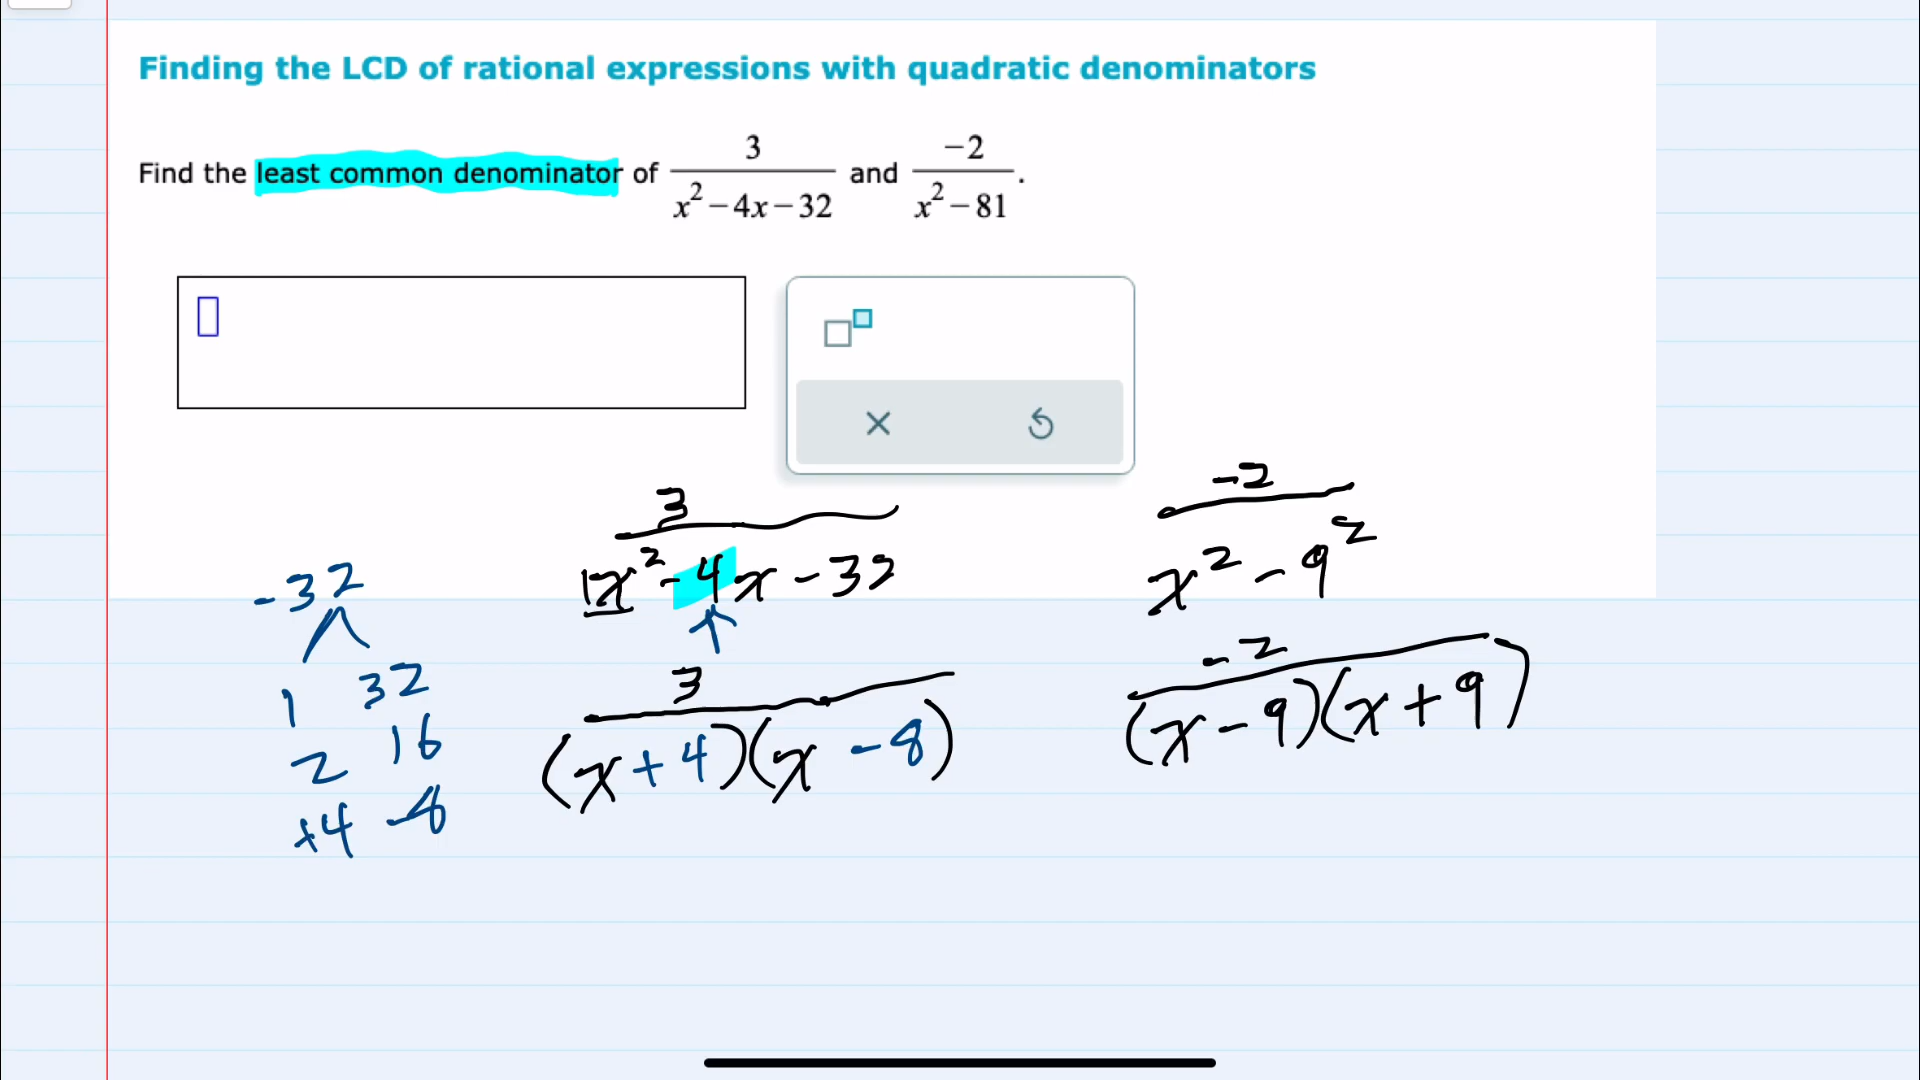 Finding the LCD of rational expressions with quadratic denominators
Find the least common denominator of 3/(x² − 4x − 32) and −2/(x² − 81).
3
1x² - 4x - 32
-2
x² - 9²
-32
1 32
2 16
+4 -8
3
(x + 4)(x - 8)
-2
(x - 9)(x + 9)